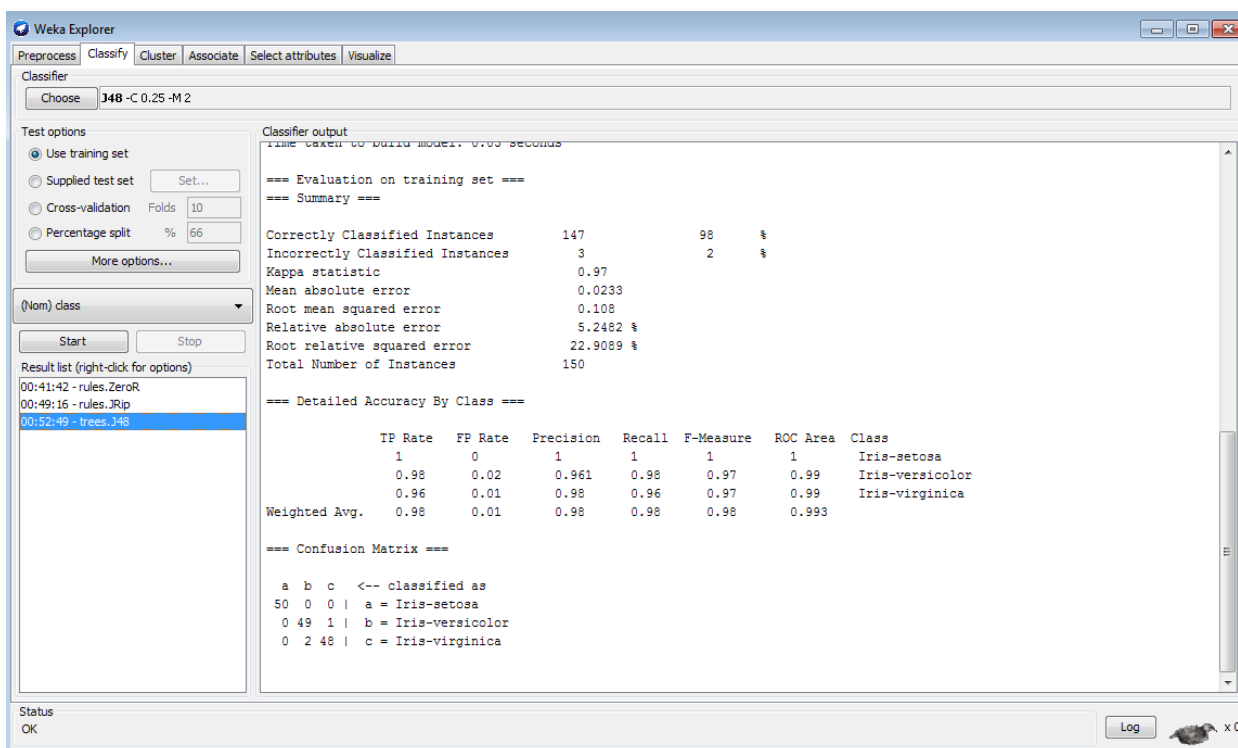 Weka Explorer
Preprocess Classify Cluster Associate Select attributes Visualize
Classifier
Choose J48 -C 0.25 -M 2
Test options
Use training set
Supplied test set Set...
Cross-validation Folds 10
Percentage split % 66
More options...
(Nom) class
Start Stop
Result list (right-click for options)
00:41:42 - rules.ZeroR
00:49:16 - rules.JRip
00:52:49 - trees.J48
Classifier output
Time taken to build model: 0.03 seconds
=== Evaluation on training set ===
=== Summary ===
Correctly Classified Instances 147 98 %
Incorrectly Classified Instances 3 2 %
Kappa statistic 0.97
Mean absolute error 0.0233
Root mean squared error 0.108
Relative absolute error 5.2482 %
Root relative squared error 22.9089 %
Total Number of Instances 150
=== Detailed Accuracy By Class ===
TP Rate FP Rate Precision Recall F-Measure ROC Area Class
1 0 1 1 1 1 Iris-setosa
0.98 0.02 0.961 0.98 0.97 0.99 Iris-versicolor
0.96 0.01 0.98 0.96 0.97 0.99 Iris-virginica
Weighted Avg. 0.98 0.01 0.98 0.98 0.98 0.993
=== Confusion Matrix ===
a b c <-- classified as
50 0 0 | a = Iris-setosa
0 49 1 | b = Iris-versicolor
0 2 48 | c = Iris-virginica
Status
OK
Log x 0